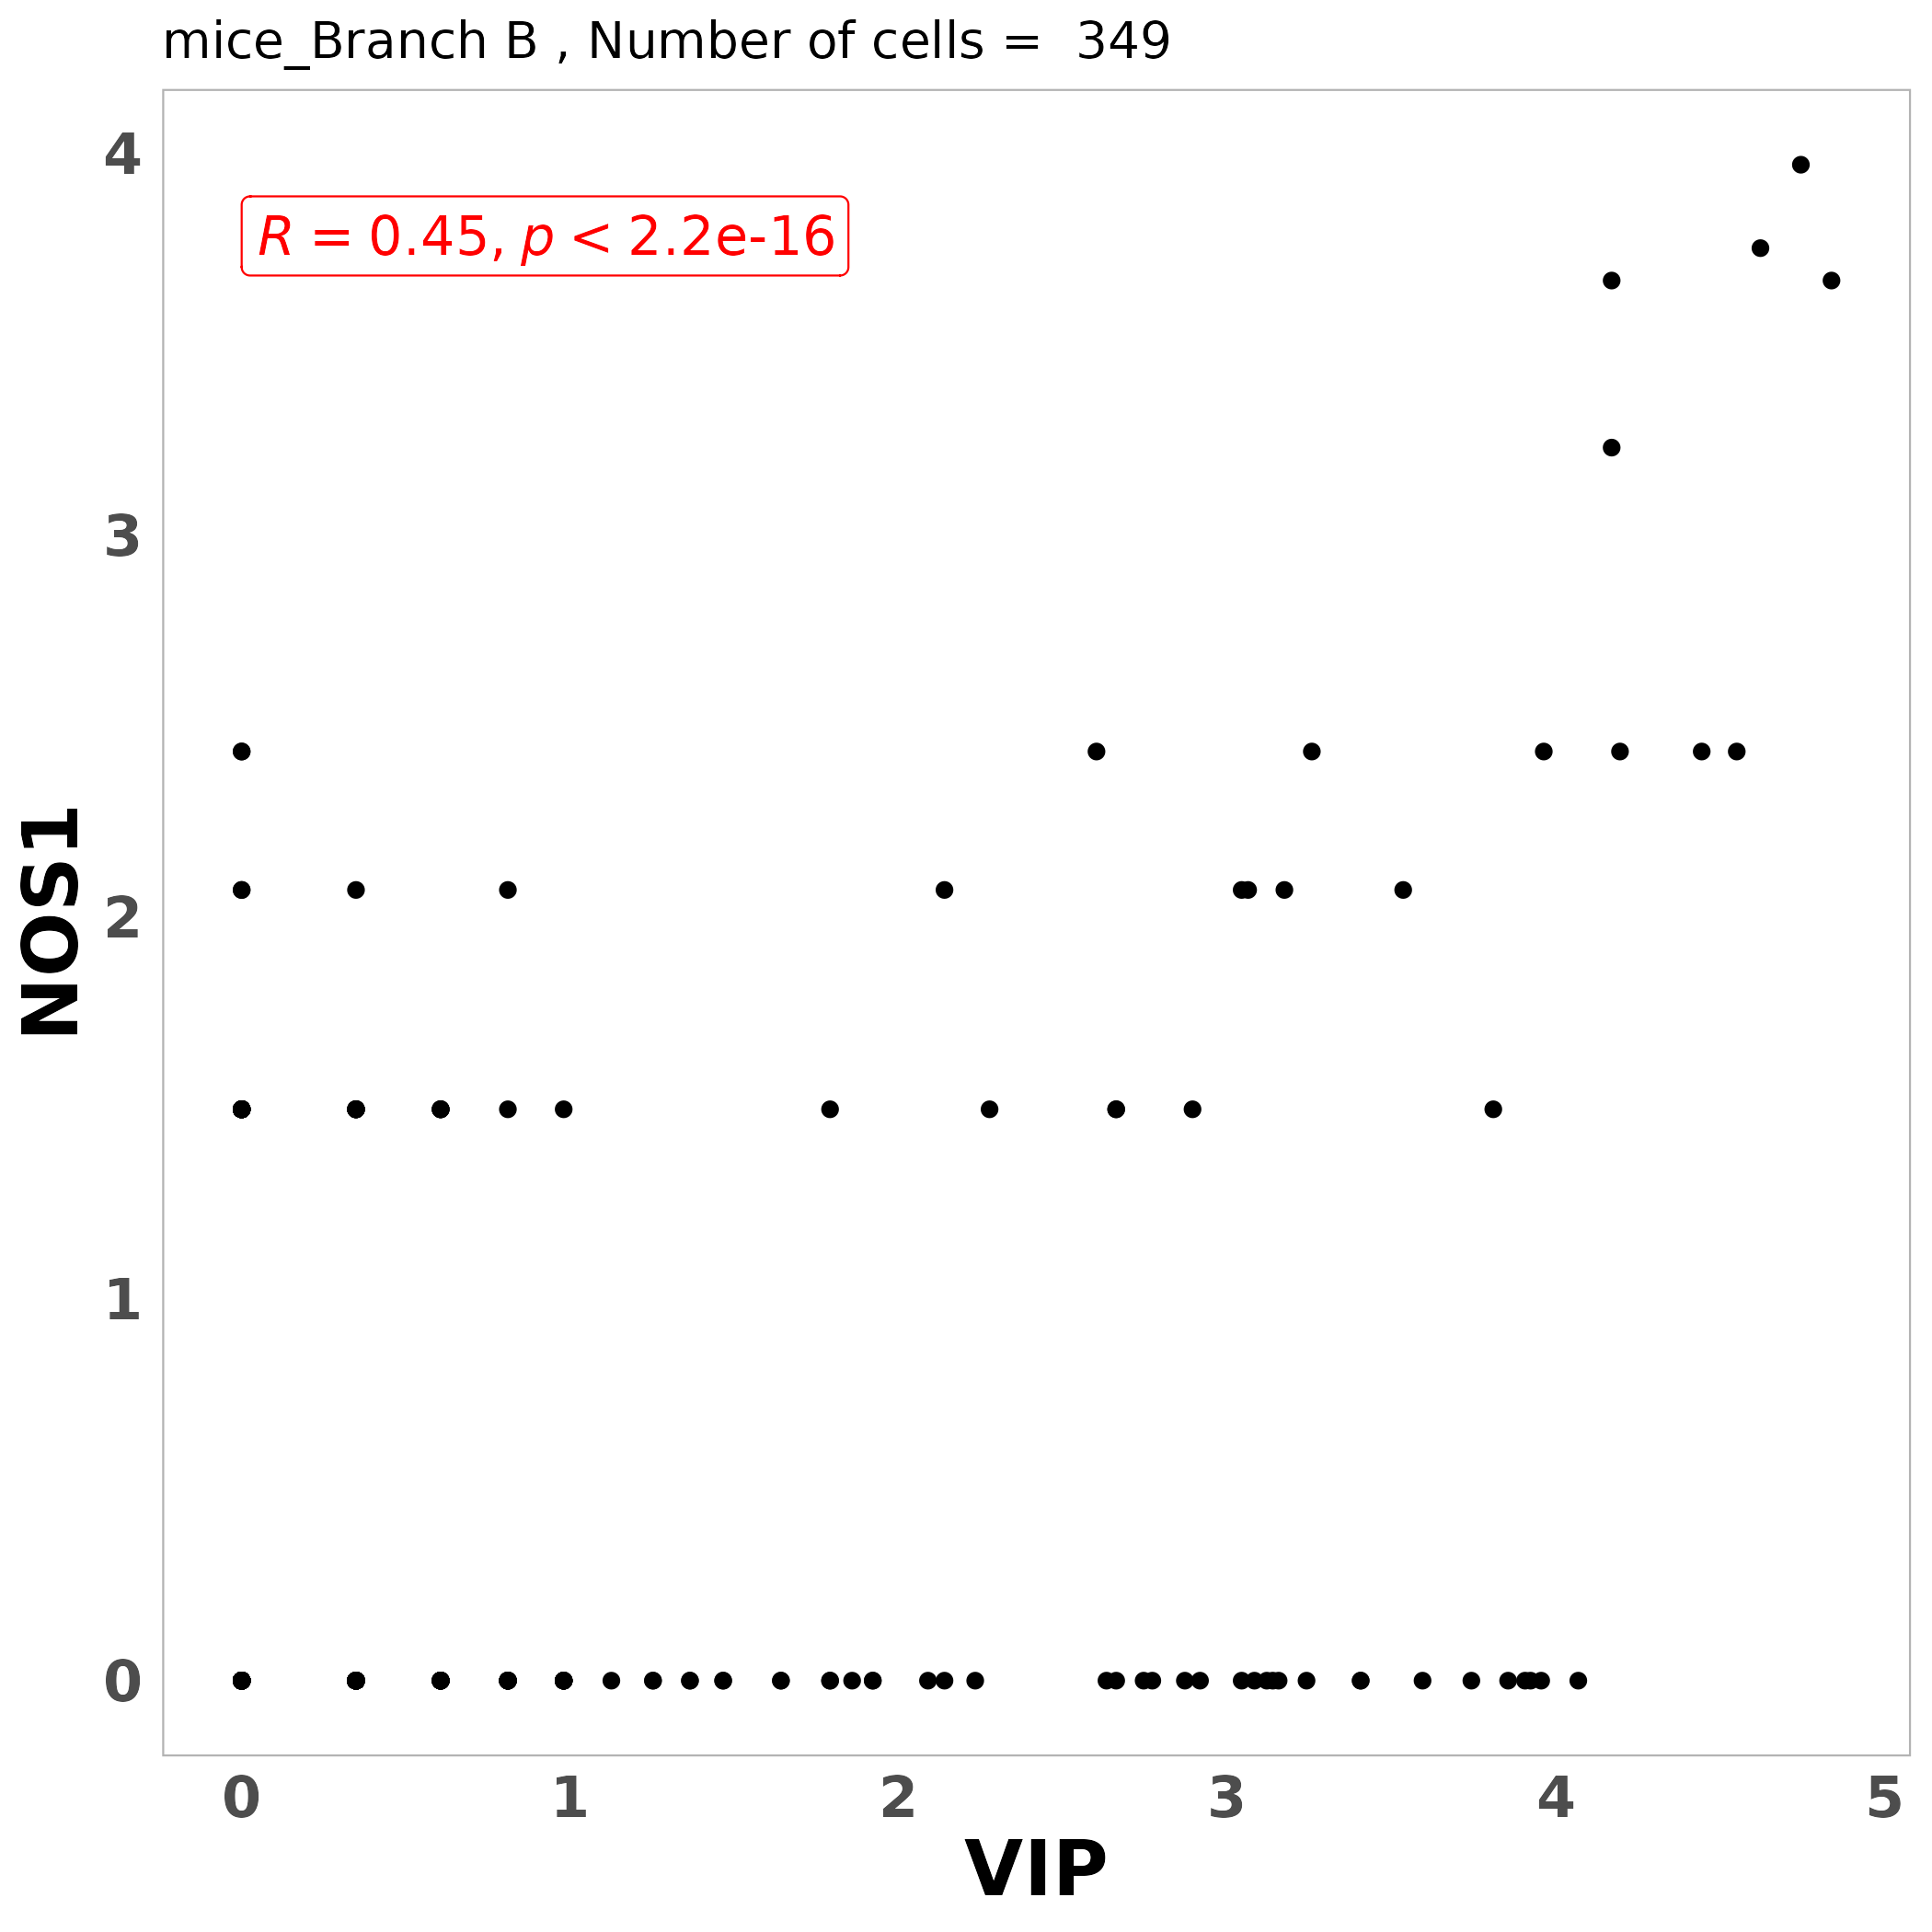 mice_Branch B , Number of cells =  349
R = 0.45, p < 2.2e-16
4
3
2
1
0
NOS1
0 1 2 3 4 5
VIP